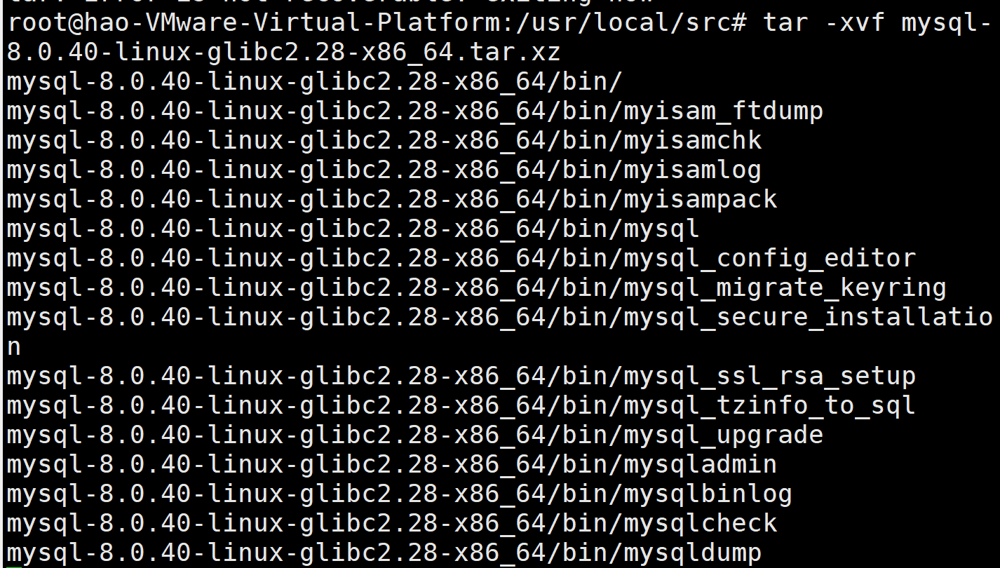 tar: Error is not recoverable: exiting now
root@hao-VMware-Virtual-Platform:/usr/local/src# tar -xvf mysql-
8.0.40-linux-glibc2.28-x86_64.tar.xz
mysql-8.0.40-linux-glibc2.28-x86_64/bin/
mysql-8.0.40-linux-glibc2.28-x86_64/bin/myisam_ftdump
mysql-8.0.40-linux-glibc2.28-x86_64/bin/myisamchk
mysql-8.0.40-linux-glibc2.28-x86_64/bin/myisamlog
mysql-8.0.40-linux-glibc2.28-x86_64/bin/myisampack
mysql-8.0.40-linux-glibc2.28-x86_64/bin/mysql
mysql-8.0.40-linux-glibc2.28-x86_64/bin/mysql_config_editor
mysql-8.0.40-linux-glibc2.28-x86_64/bin/mysql_migrate_keyring
mysql-8.0.40-linux-glibc2.28-x86_64/bin/mysql_secure_installatio
n
mysql-8.0.40-linux-glibc2.28-x86_64/bin/mysql_ssl_rsa_setup
mysql-8.0.40-linux-glibc2.28-x86_64/bin/mysql_tzinfo_to_sql
mysql-8.0.40-linux-glibc2.28-x86_64/bin/mysql_upgrade
mysql-8.0.40-linux-glibc2.28-x86_64/bin/mysqladmin
mysql-8.0.40-linux-glibc2.28-x86_64/bin/mysqlbinlog
mysql-8.0.40-linux-glibc2.28-x86_64/bin/mysqlcheck
mysql-8.0.40-linux-glibc2.28-x86_64/bin/mysqldump